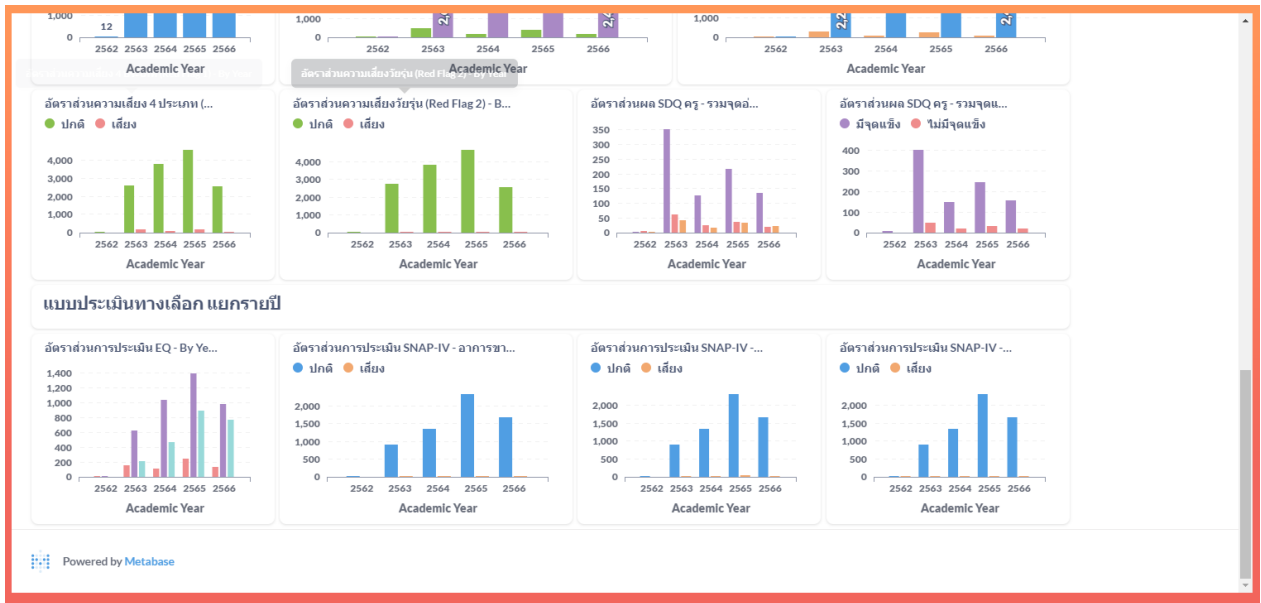 1,000
12
0
2562 2563 2564 2565 2566
Academic Year
1,000
0
2562 2563 2564 2565 2566
Academic Year
1,000
2,2
0
2562 2563 2564 2565 2566
Academic Year
อัตราส่วนความเสี่ยงวัยรุ่น (Red Flag 2) - By Year
อัตราส่วนความเสี่ยง 4 ประเภท (...
ปกติ เสี่ยง
4,000
3,000
2,000
1,000
0
2562 2563 2564 2565 2566
Academic Year
อัตราส่วนความเสี่ยงวัยรุ่น (Red Flag 2) - B...
ปกติ เสี่ยง
4,000
3,000
2,000
1,000
0
2562 2563 2564 2565 2566
Academic Year
อัตราส่วนผล SDQ ครู - รวมจุดอ่...
350
300
250
200
150
100
50
0
2562 2563 2564 2565 2566
Academic Year
อัตราส่วนผล SDQ ครู - รวมจุดแ...
มีจุดแข็ง ไม่มีจุดแข็ง
400
300
200
100
0
2562 2563 2564 2565 2566
Academic Year
แบบประเมินทางเลือก แยกรายปี
อัตราส่วนการประเมิน EQ - By Ye...
1,400
1,200
1,000
800
600
400
200
0
2562 2563 2564 2565 2566
Academic Year
อัตราส่วนการประเมิน SNAP-IV - อาการขา...
ปกติ เสี่ยง
2,000
1,500
1,000
500
0
2562 2563 2564 2565 2566
Academic Year
อัตราส่วนการประเมิน SNAP-IV -...
ปกติ เสี่ยง
2,000
1,500
1,000
500
0
2562 2563 2564 2565 2566
Academic Year
อัตราส่วนการประเมิน SNAP-IV -...
ปกติ เสี่ยง
2,000
1,500
1,000
500
0
2562 2563 2564 2565 2566
Academic Year
Powered by Metabase